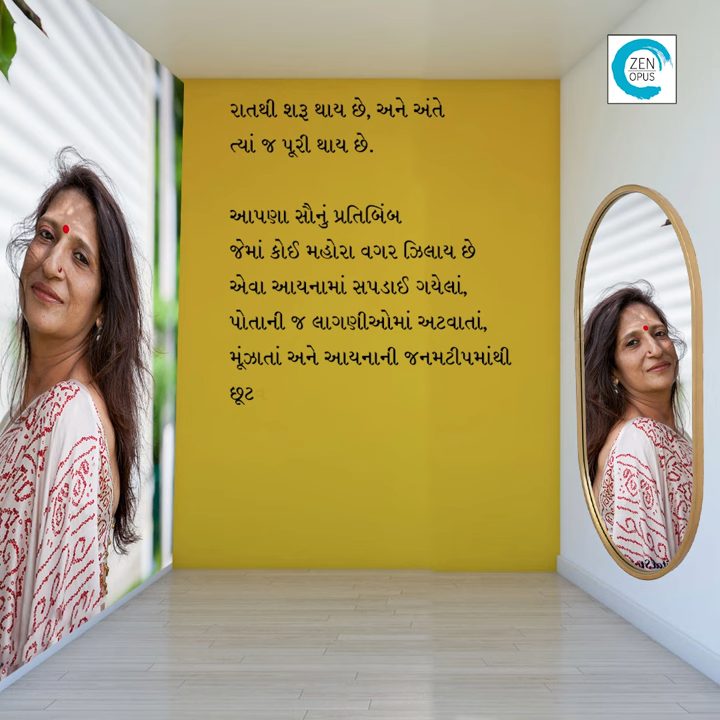 રાતથી શરૂ થાય છે, અને અંતે
ત્યાં જ પૂરી થાય છે.
આપણા સૌનું પ્રતિબિંબ
જેમાં કોઈ મહોરા વગર ઝિલાય છે
એવા આયનામાં સપડાઈ ગયેલાં,
પોતાની જ લાગણીઓમાં અટવાતાં,
મૂંઝાતાં અને આયનાની જનમટીપમાંથી
છૂટ
ZEN
OPUS